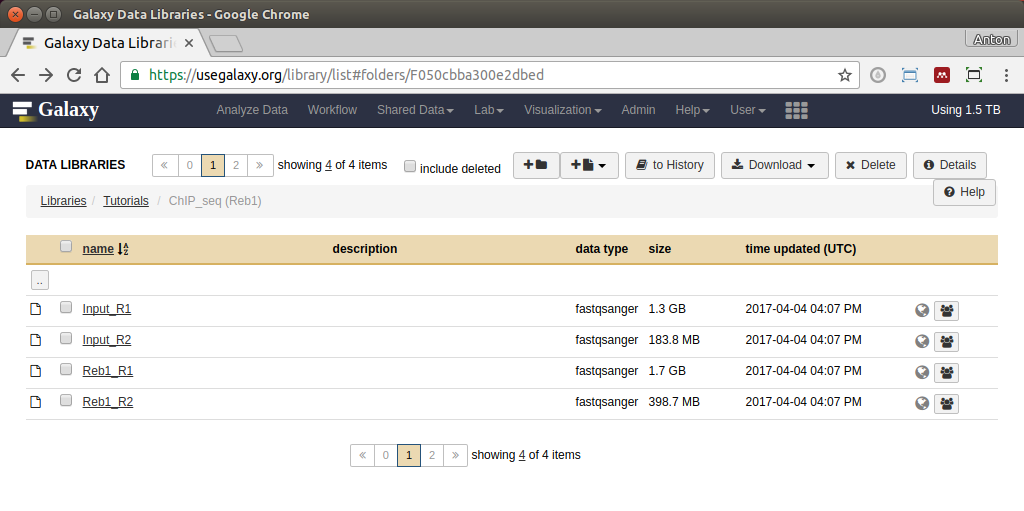 Galaxy Data Libraries - Google Chrome
Galaxy Data Librari
Anton
https://usegalaxy.org/library/list#folders/F050cbba300e2dbed
Galaxy Analyze Data Workflow Shared Data Lab Visualization Admin Help User Using 1.5 TB
DATA LIBRARIES « 0 1 2 » showing 4 of 4 items include deleted + + to History Download Delete Details
Help
Libraries / Tutorials / ChIP_seq (Reb1)
name description data type size time updated (UTC)
..
Input_R1 fastqsanger 1.3 GB 2017-04-04 04:07 PM
Input_R2 fastqsanger 183.8 MB 2017-04-04 04:07 PM
Reb1_R1 fastqsanger 1.7 GB 2017-04-04 04:07 PM
Reb1_R2 fastqsanger 398.7 MB 2017-04-04 04:07 PM
« 0 1 2 » showing 4 of 4 items